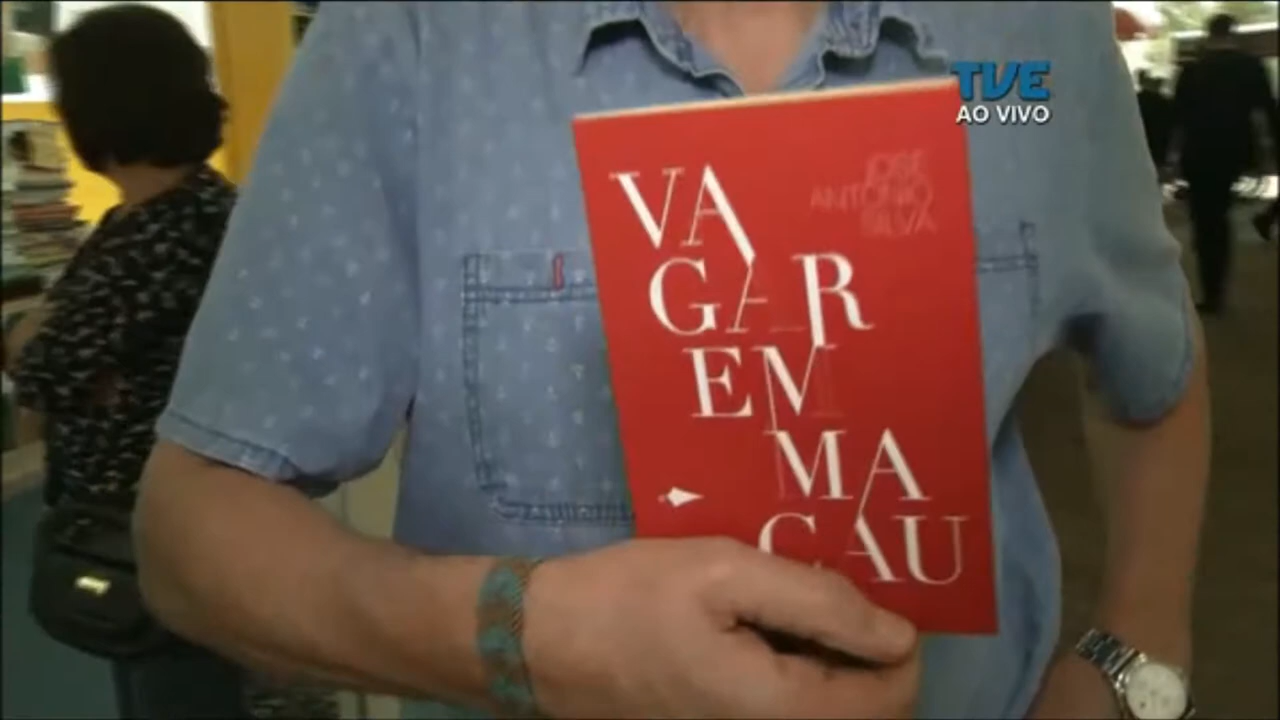 TVE
AO VIVO
JOSÉ
ANTÓNIO
SILVA
VA
GAR
EM
MA
CAU